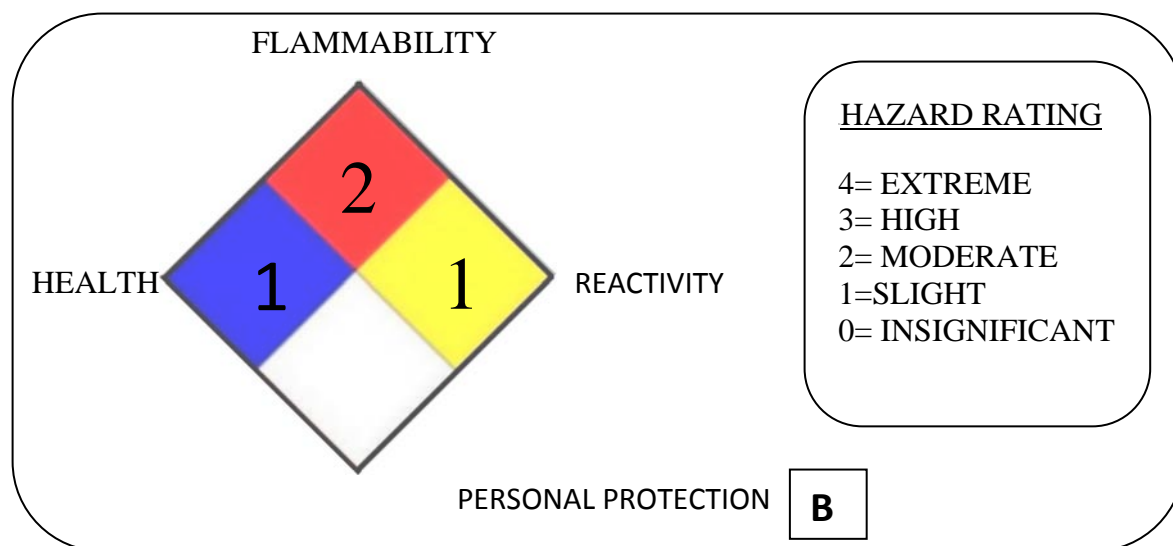 FLAMMABILITY
2
HEALTH
1
1
REACTIVITY
PERSONAL PROTECTION B
HAZARD RATING
4= EXTREME
3= HIGH
2= MODERATE
1=SLIGHT
0= INSIGNIFICANT